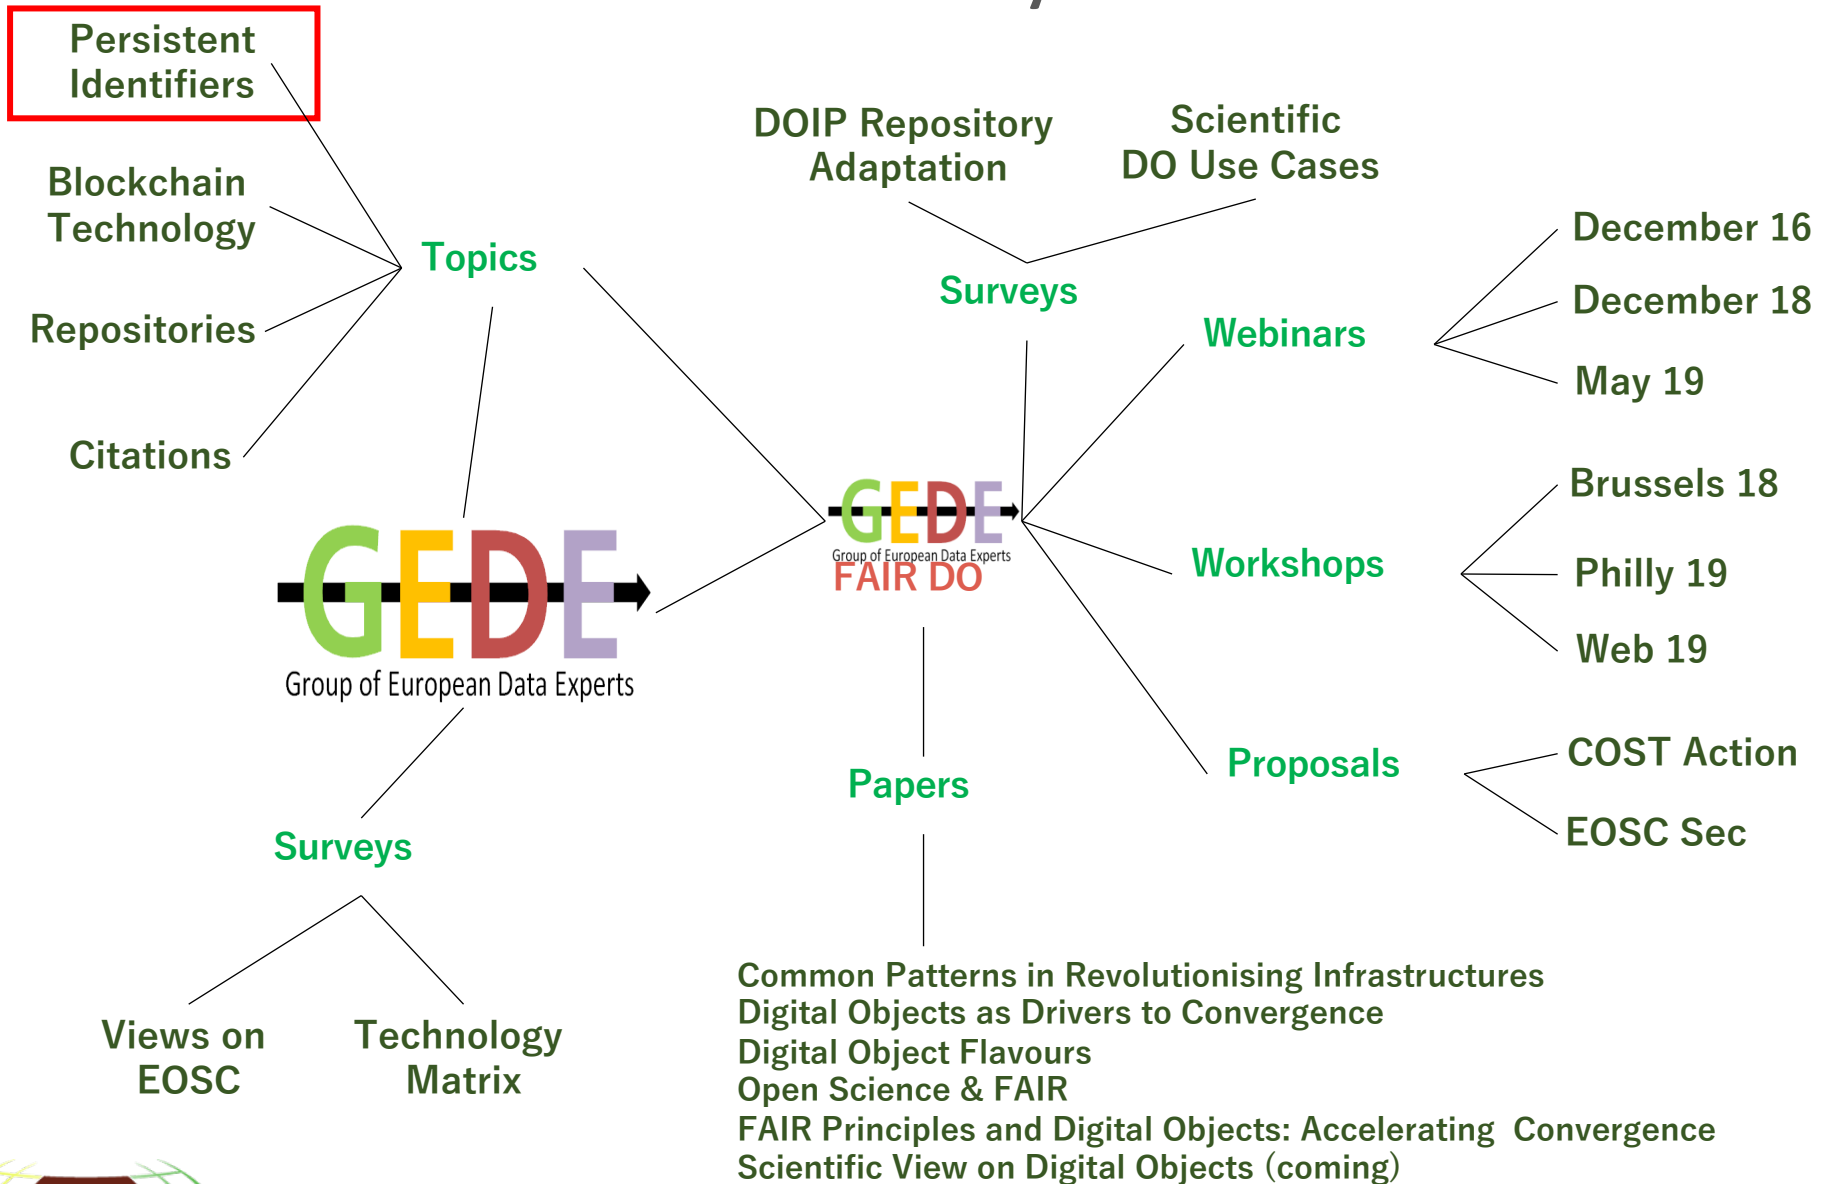 Persistent
Identifiers
Blockchain
Technology
Repositories
Citations
Topics
DOIP Repository
Adaptation
Scientific
DO Use Cases
Surveys
Webinars
December 16
December 18
May 19
Workshops
Brussels 18
Philly 19
Web 19
Proposals
COST Action
EOSC Sec
GEDE
Group of European Data Experts
FAIR DO
GEDE
Group of European Data Experts
Surveys
Views on
EOSC
Technology
Matrix
Papers
Common Patterns in Revolutionising Infrastructures
Digital Objects as Drivers to Convergence
Digital Object Flavours
Open Science & FAIR
FAIR Principles and Digital Objects: Accelerating Convergence
Scientific View on Digital Objects (coming)